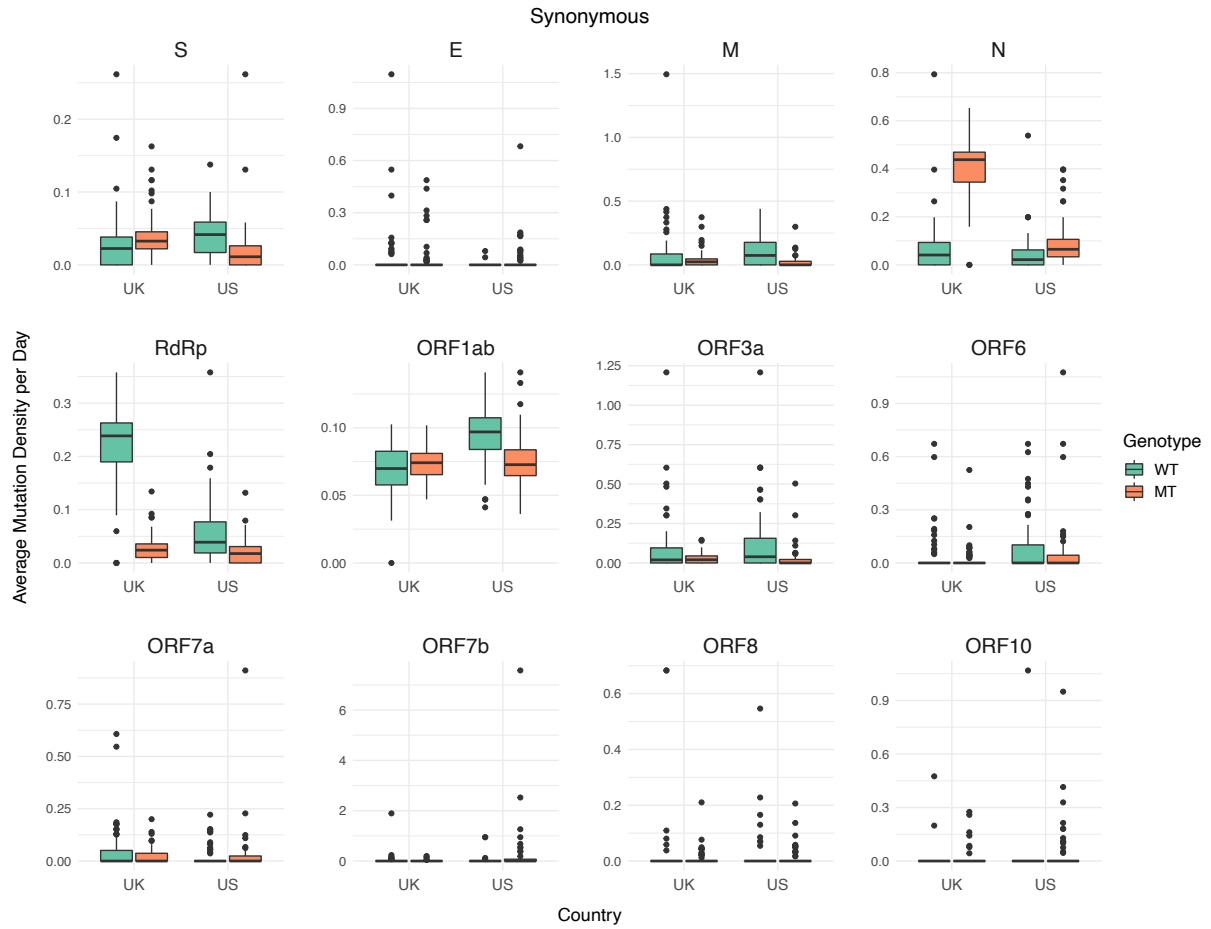 Synonymous
S
E
M
N
0.2
0.1
0.0
UK
US
0.9
0.6
0.3
0.0
UK
US
1.5
1.0
0.5
0.0
UK
US
0.8
0.6
0.4
0.2
0.0
UK
US
Average Mutation Density per Day
RdRp
ORF1ab
ORF3a
ORF6
0.3
0.2
0.1
0.0
UK
US
0.10
0.05
0.00
UK
US
1.25
1.00
0.75
0.50
0.25
0.00
UK
US
0.9
0.6
0.3
0.0
UK
US
Genotype
WT
MT
ORF7a
ORF7b
ORF8
ORF10
0.75
0.50
0.25
0.00
UK
US
6
4
2
0
UK
US
0.6
0.4
0.2
0.0
UK
US
0.9
0.6
0.3
0.0
UK
US
Country